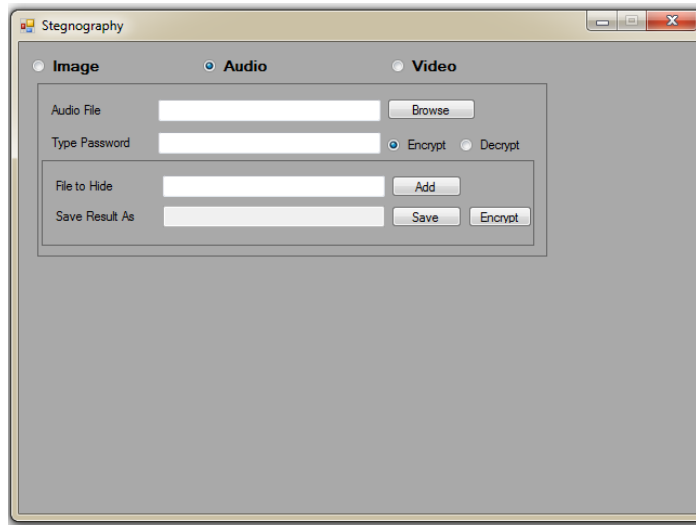 Stegnography
Image Audio Video
Audio File Browse
Type Password Encrypt Decrypt
File to Hide Add
Save Result As Save Encrypt